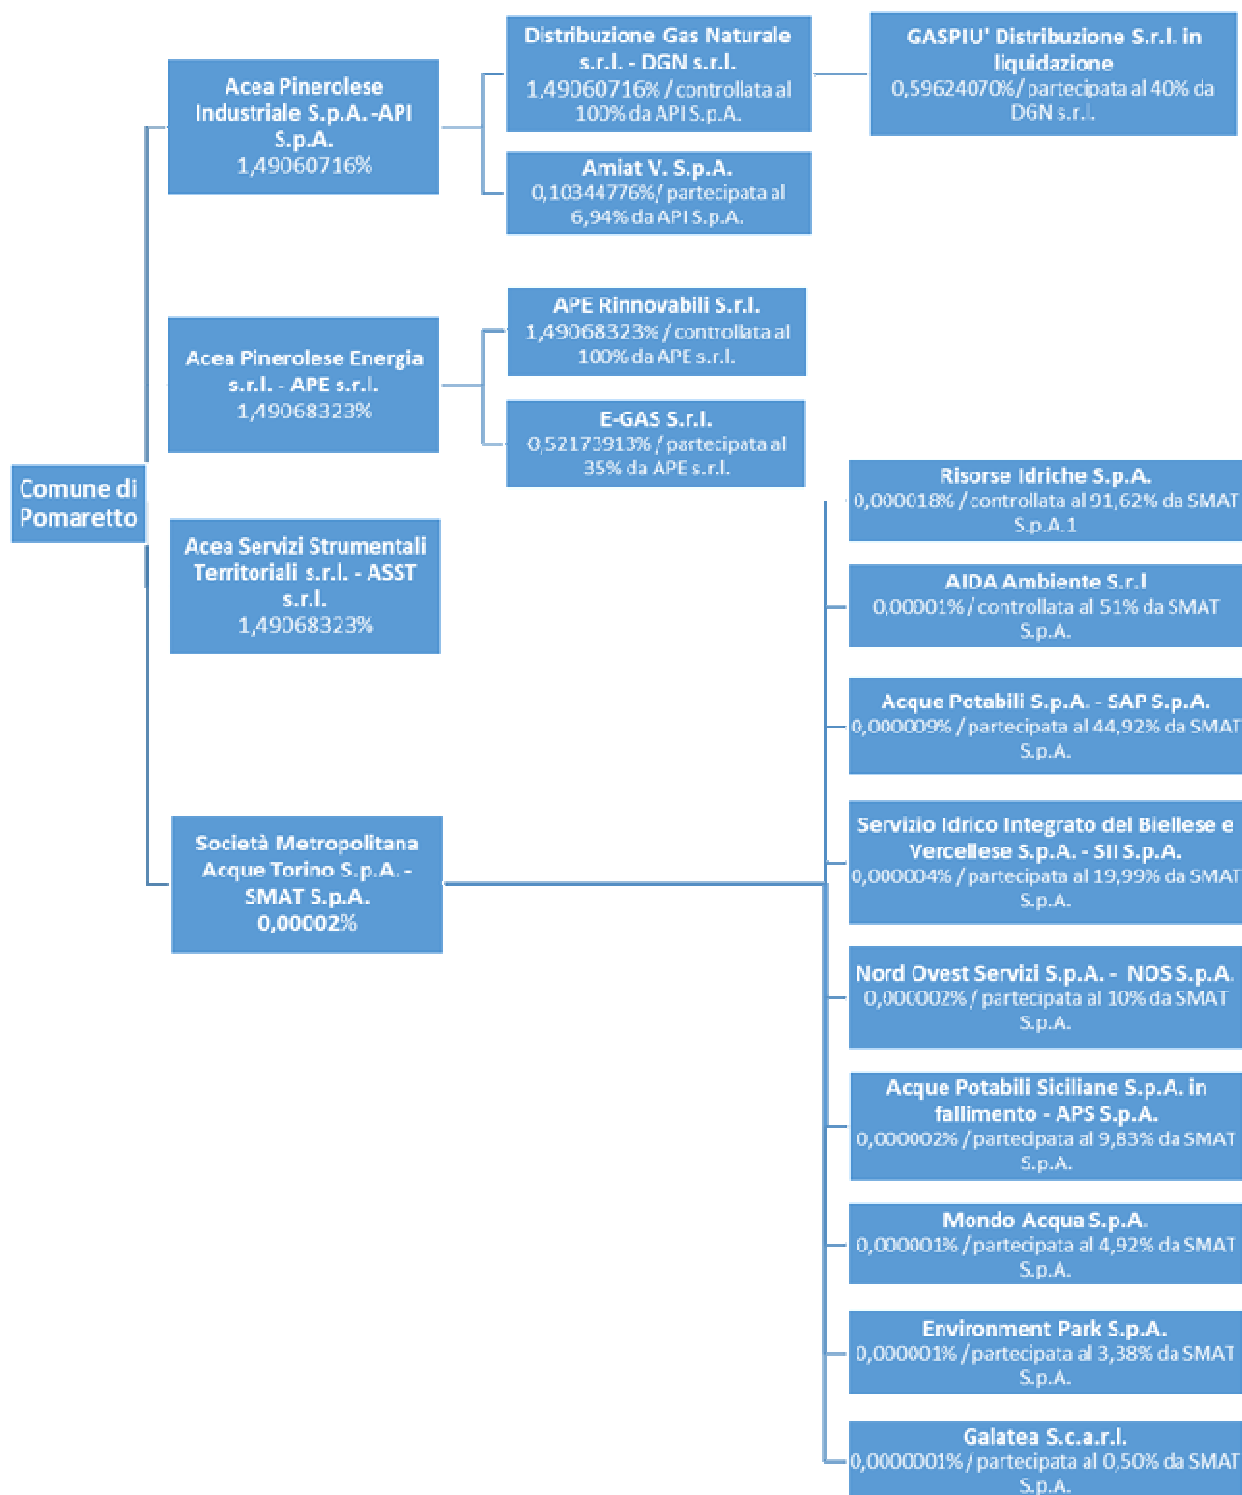 Comune di
Pomaretto
Acea Pinerolese
Industriale S.p.A. -API
S.p.A.
1,49060716%
Distribuzione Gas Naturale
s.r.l. - DGN s.r.l.
1,49060716% / controllata al
100% da API S.p.A.
GASPIU' Distribuzione S.r.l. in
liquidazione
0,59624070% / partecipata al 40% da
DGN s.r.l.
Amiat V. S.p.A.
0,10344776% / partecipata al
6,94% da API S.p.A.
Acea Pinerolese Energia
s.r.l. - APE s.r.l.
1,49068323%
APE Rinnovabili S.r.l.
1,49068323% / controllata al
100% da APE s.r.l.
E-GAS S.r.l.
0,52173913% / partecipata al
35% da APE s.r.l.
Acea Servizi Strumentali
Territoriali s.r.l. - ASST
s.r.l.
1,49068323%
Società Metropolitana
Acque Torino S.p.A. -
SMAT S.p.A.
0,00002%
Risorse Idriche S.p.A.
0,000018% / controllata al 91,62% da SMAT
S.p.A.1
AIDA Ambiente S.r.l
0,00001% / controllata al 51% da SMAT
S.p.A.
Acque Potabili S.p.A. - SAP S.p.A.
0,000009% / partecipata al 44,92% da SMAT
S.p.A.
Servizio Idrico Integrato del Biellese e
Vercellese S.p.A. - SII S.p.A.
0,000004% / partecipata al 19,99% da SMAT
S.p.A.
Nord Ovest Servizi S.p.A. - NOS S.p.A.
0,000002% / partecipata al 10% da SMAT
S.p.A.
Acque Potabili Siciliane S.p.A. in
fallimento - APS S.p.A.
0,000002% / partecipata al 9,83% da SMAT
S.p.A.
Mondo Acqua S.p.A.
0,000001% / partecipata al 4,92% da SMAT
S.p.A.
Environment Park S.p.A.
0,000001% / partecipata al 3,38% da SMAT
S.p.A.
Galatea S.c.a.r.l.
0,0000001% / partecipata al 0,50% da SMAT
S.p.A.